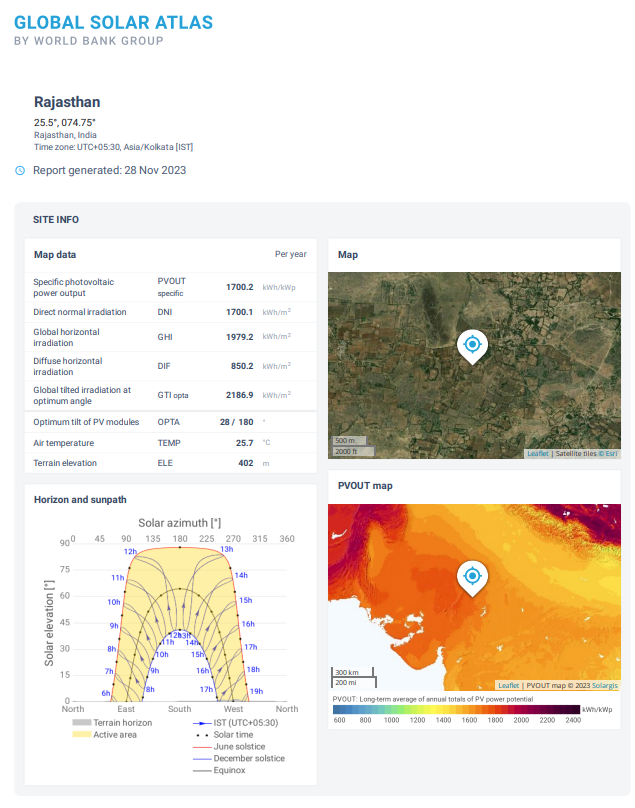 GLOBAL SOLAR ATLAS
BY WORLD BANK GROUP
Rajasthan
25.5°, 074.75°
Rajasthan, India
Time zone: UTC+05:30, Asia/Kolkata [IST]
Report generated: 28 Nov 2023
SITE INFO
Map data Per year
Specific photovoltaic power output PVOUT specific 1700.2 kWh/kWp
Direct normal irradiation DNI 1700.1 kWh/m²
Global horizontal irradiation GHI 1979.2 kWh/m²
Diffuse horizontal irradiation DIF 850.2 kWh/m²
Global tilted irradiation at optimum angle GTI opta 2186.9 kWh/m²
Optimum tilt of PV modules OPTA 28 / 180 °
Air temperature TEMP 25.7 °C
Terrain elevation ELE 402 m
Map
500 m
2000 ft
Leaflet | Satellite tiles © Esri
Horizon and sunpath
Solar azimuth [°]
0 45 90 135 180 225 270 315 360
Solar elevation [°]
90
75
60
45
30
15
0
12h 13h
11h 14h
10h 15h
9h 16h
8h 17h
7h 18h
6h 19h
11h 12h 13h 14h
10h 15h
9h 16h
8h 17h
North East South West North
Terrain horizon
Active area
IST (UTC+05:30)
Solar time
June solstice
December solstice
Equinox
PVOUT map
300 km
200 mi
Leaflet | PVOUT map © 2023 Solargis
PVOUT: Long-term average of annual totals of PV power potential
kWh/kWp
600 800 1000 1200 1400 1600 1800 2000 2200 2400